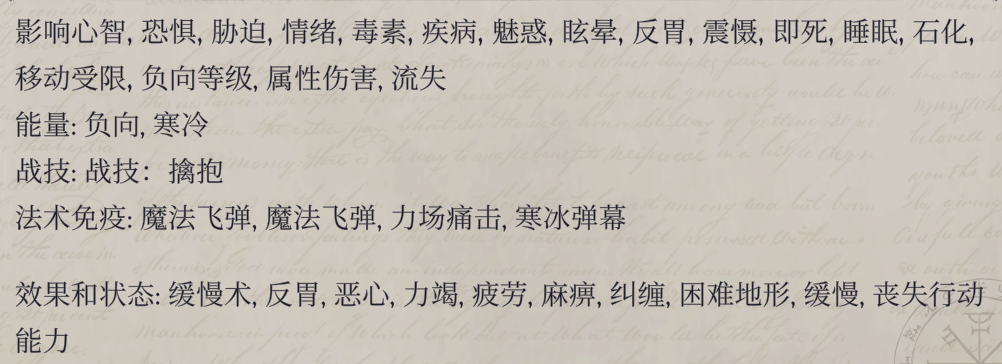 影响心智, 恐惧, 胁迫, 情绪, 毒素, 疾病, 魅惑, 眩晕, 反胃, 震慑, 即死, 睡眠, 石化,
移动受限, 负向等级, 属性伤害, 流失
能量: 负向, 寒冷
战技: 战技：擒抱
法术免疫: 魔法飞弹, 魔法飞弹, 力场痛击, 寒冰弹幕
效果和状态: 缓慢术, 反胃, 恶心, 力竭, 疲劳, 麻痹, 纠缠, 困难地形, 缓慢, 丧失行动
能力